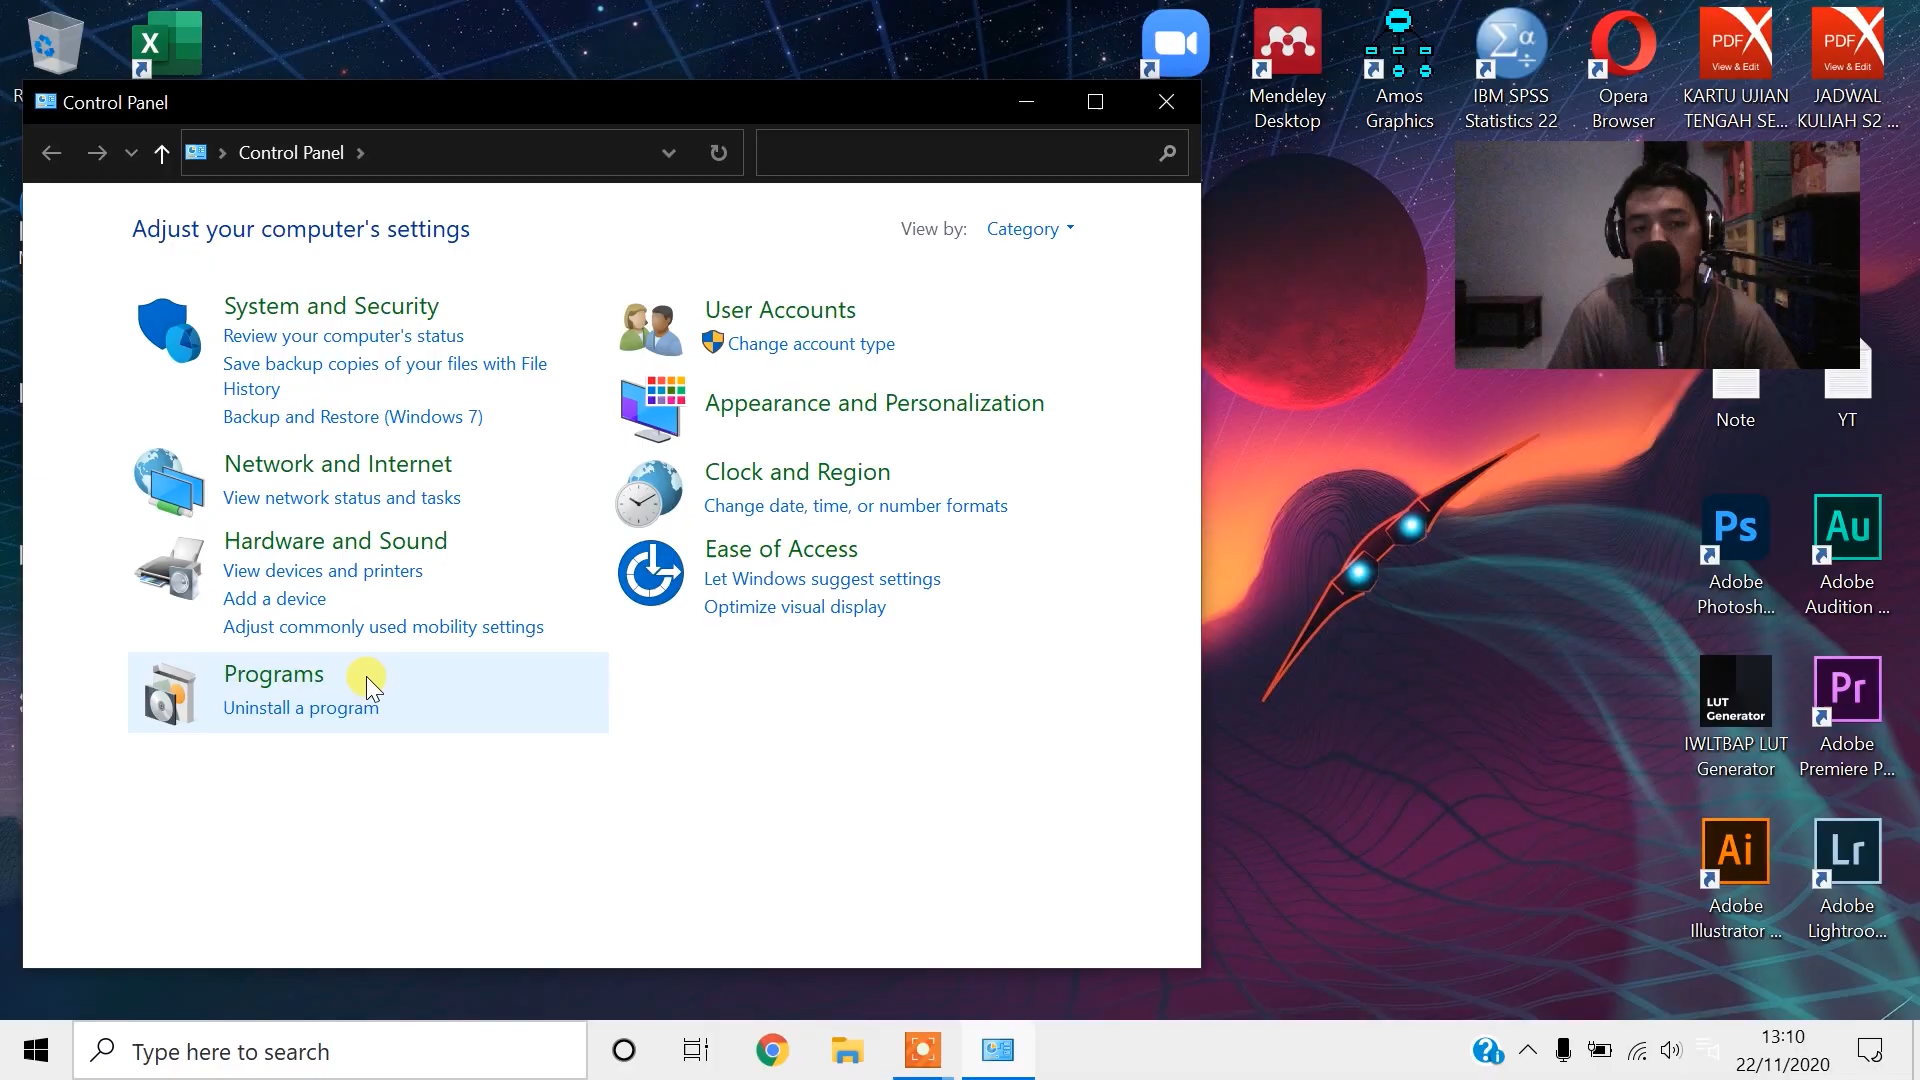 Mendeley
Desktop
Amos
Graphics
IBM SPSS
Statistics 22
Opera
Browser
PDF
View & Edit
KARTU UJIAN
TENGAH SE...
PDF
View & Edit
JADWAL
KULIAH S2 ...
Control Panel
Control Panel
Adjust your computer's settings
View by: Category
System and Security
Review your computer's status
Save backup copies of your files with File
History
Backup and Restore (Windows 7)
Network and Internet
View network status and tasks
Hardware and Sound
View devices and printers
Add a device
Adjust commonly used mobility settings
Programs
Uninstall a program
User Accounts
Change account type
Appearance and Personalization
Clock and Region
Change date, time, or number formats
Ease of Access
Let Windows suggest settings
Optimize visual display
Note
YT
Ps
Adobe
Photosh...
Au
Adobe
Audition ...
LUT
Generator
IWLTBAP LUT
Generator
Pr
Adobe
Premiere P...
Ai
Adobe
Illustrator ...
Lr
Adobe
Lightroo...
Type here to search
13:10
22/11/2020